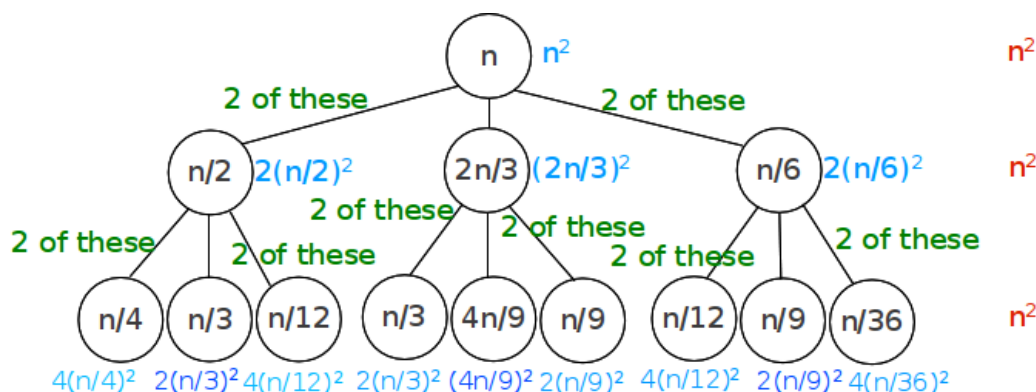 n n² n²
2 of these 2 of these
n/2 2(n/2)² 2n/3 (2n/3)² n/6 2(n/6)² n²
2 of these 2 of these
2 of these 2 of these 2 of these 2 of these
n/4 n/3 n/12 n/3 4n/9 n/9 n/12 n/9 n/36 n²
4(n/4)² 2(n/3)² 4(n/12)² 2(n/3)² (4n/9)² 2(n/9)² 4(n/12)² 2(n/9)² 4(n/36)²